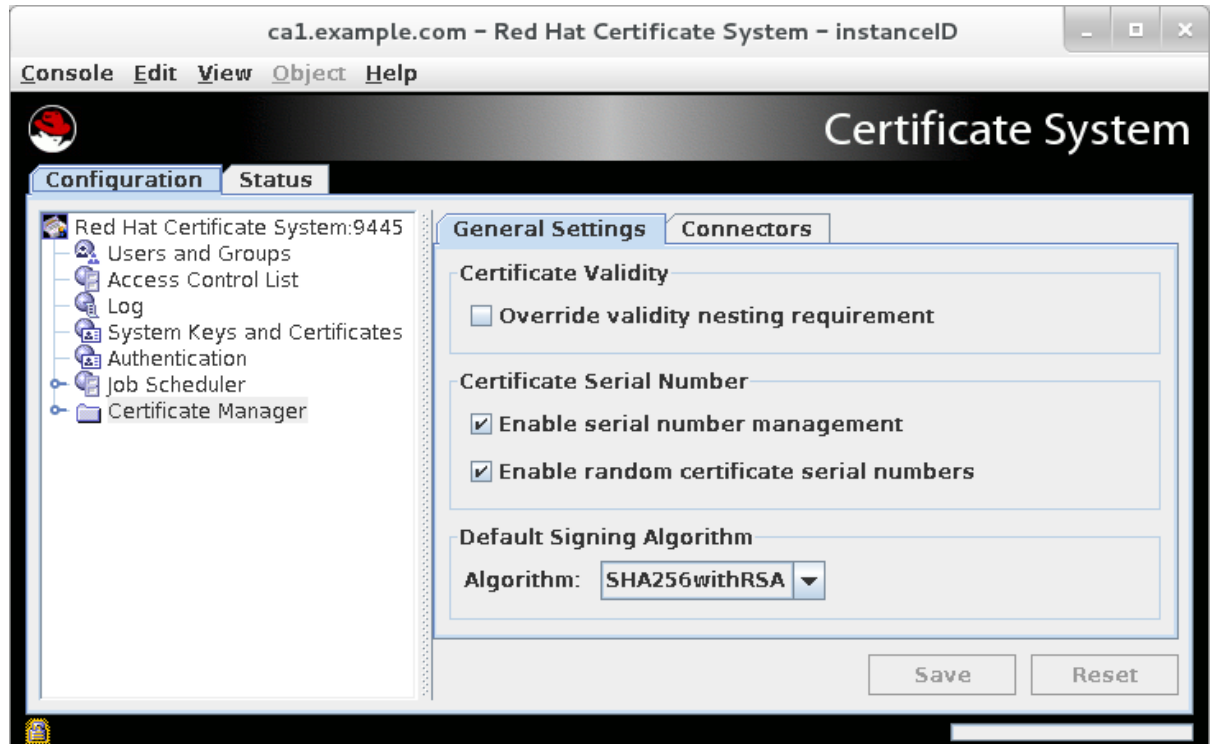 ca1.example.com – Red Hat Certificate System – instanceID
Console Edit View Object Help
Certificate System
Configuration Status
Red Hat Certificate System:9445
Users and Groups
Access Control List
Log
System Keys and Certificates
Authentication
Job Scheduler
Certificate Manager
General Settings Connectors
Certificate Validity
Override validity nesting requirement
Certificate Serial Number
Enable serial number management
Enable random certificate serial numbers
Default Signing Algorithm
Algorithm: SHA256withRSA
Save Reset